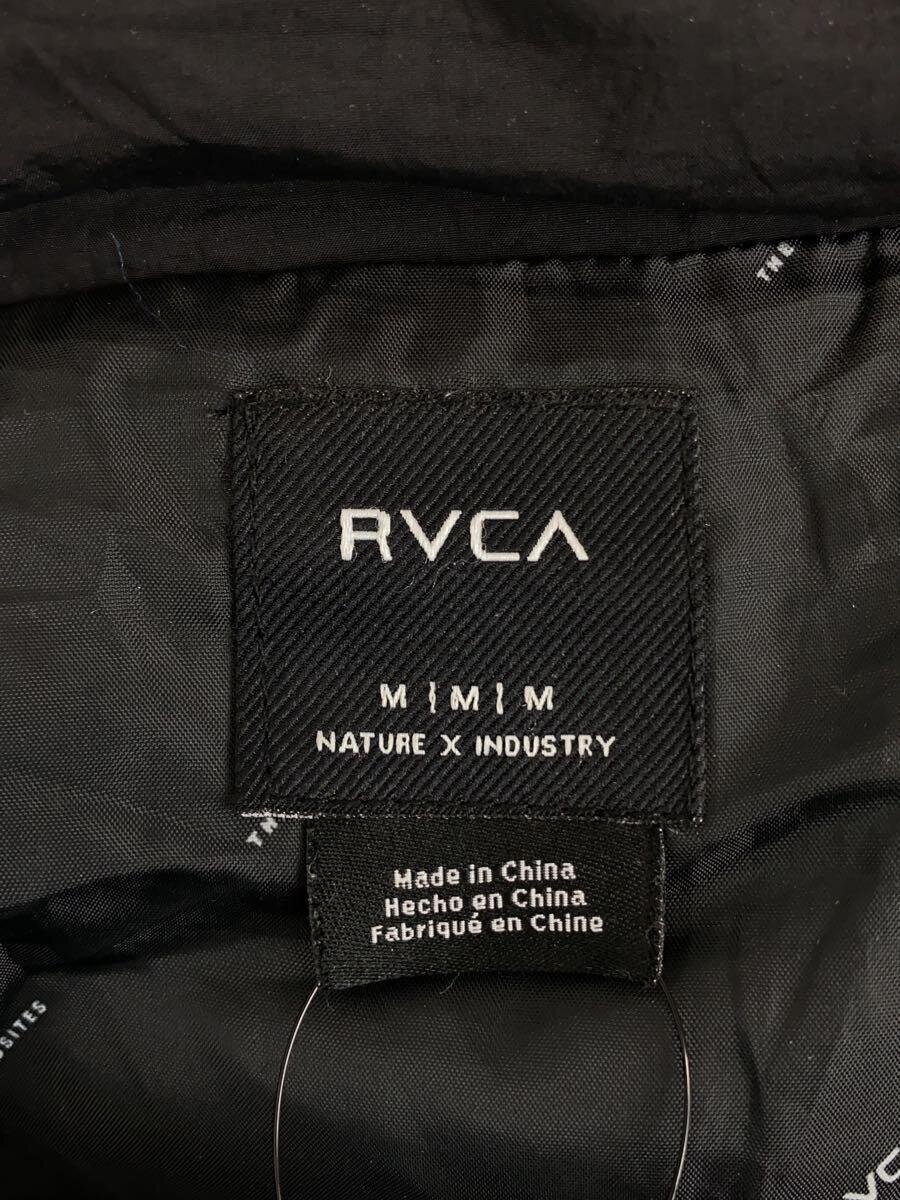 RVCA
M | M | M
NATURE X INDUSTRY
Made in China
Hecho en China
Fabriqué en Chine